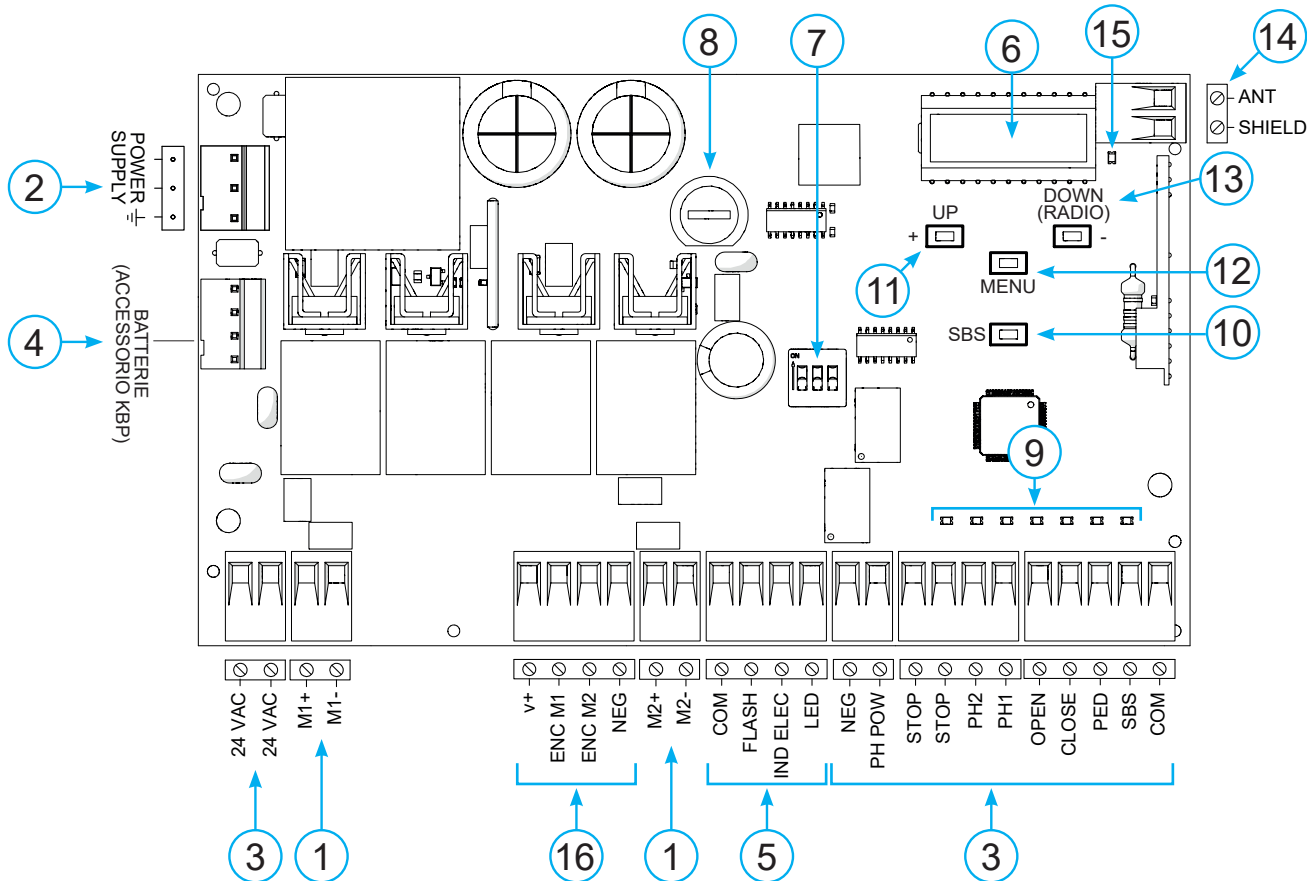 8
7
6
15
14
ANT
SHIELD
POWER
SUPPLY
2
13
DOWN
(RADIO)
UP
+
-
11
12
MENU
BATTERIE
(ACCESSORIO KBP)
4
SBS
10
ON
9
24 VAC
24 VAC
M1+
M1-
v+
ENC M1
ENC M2
NEG
M2+
M2-
COM
FLASH
IND ELEC
LED
NEG
PH POW
STOP
STOP
PH2
PH1
OPEN
CLOSE
PED
SBS
COM
3
1
16
1
5
3